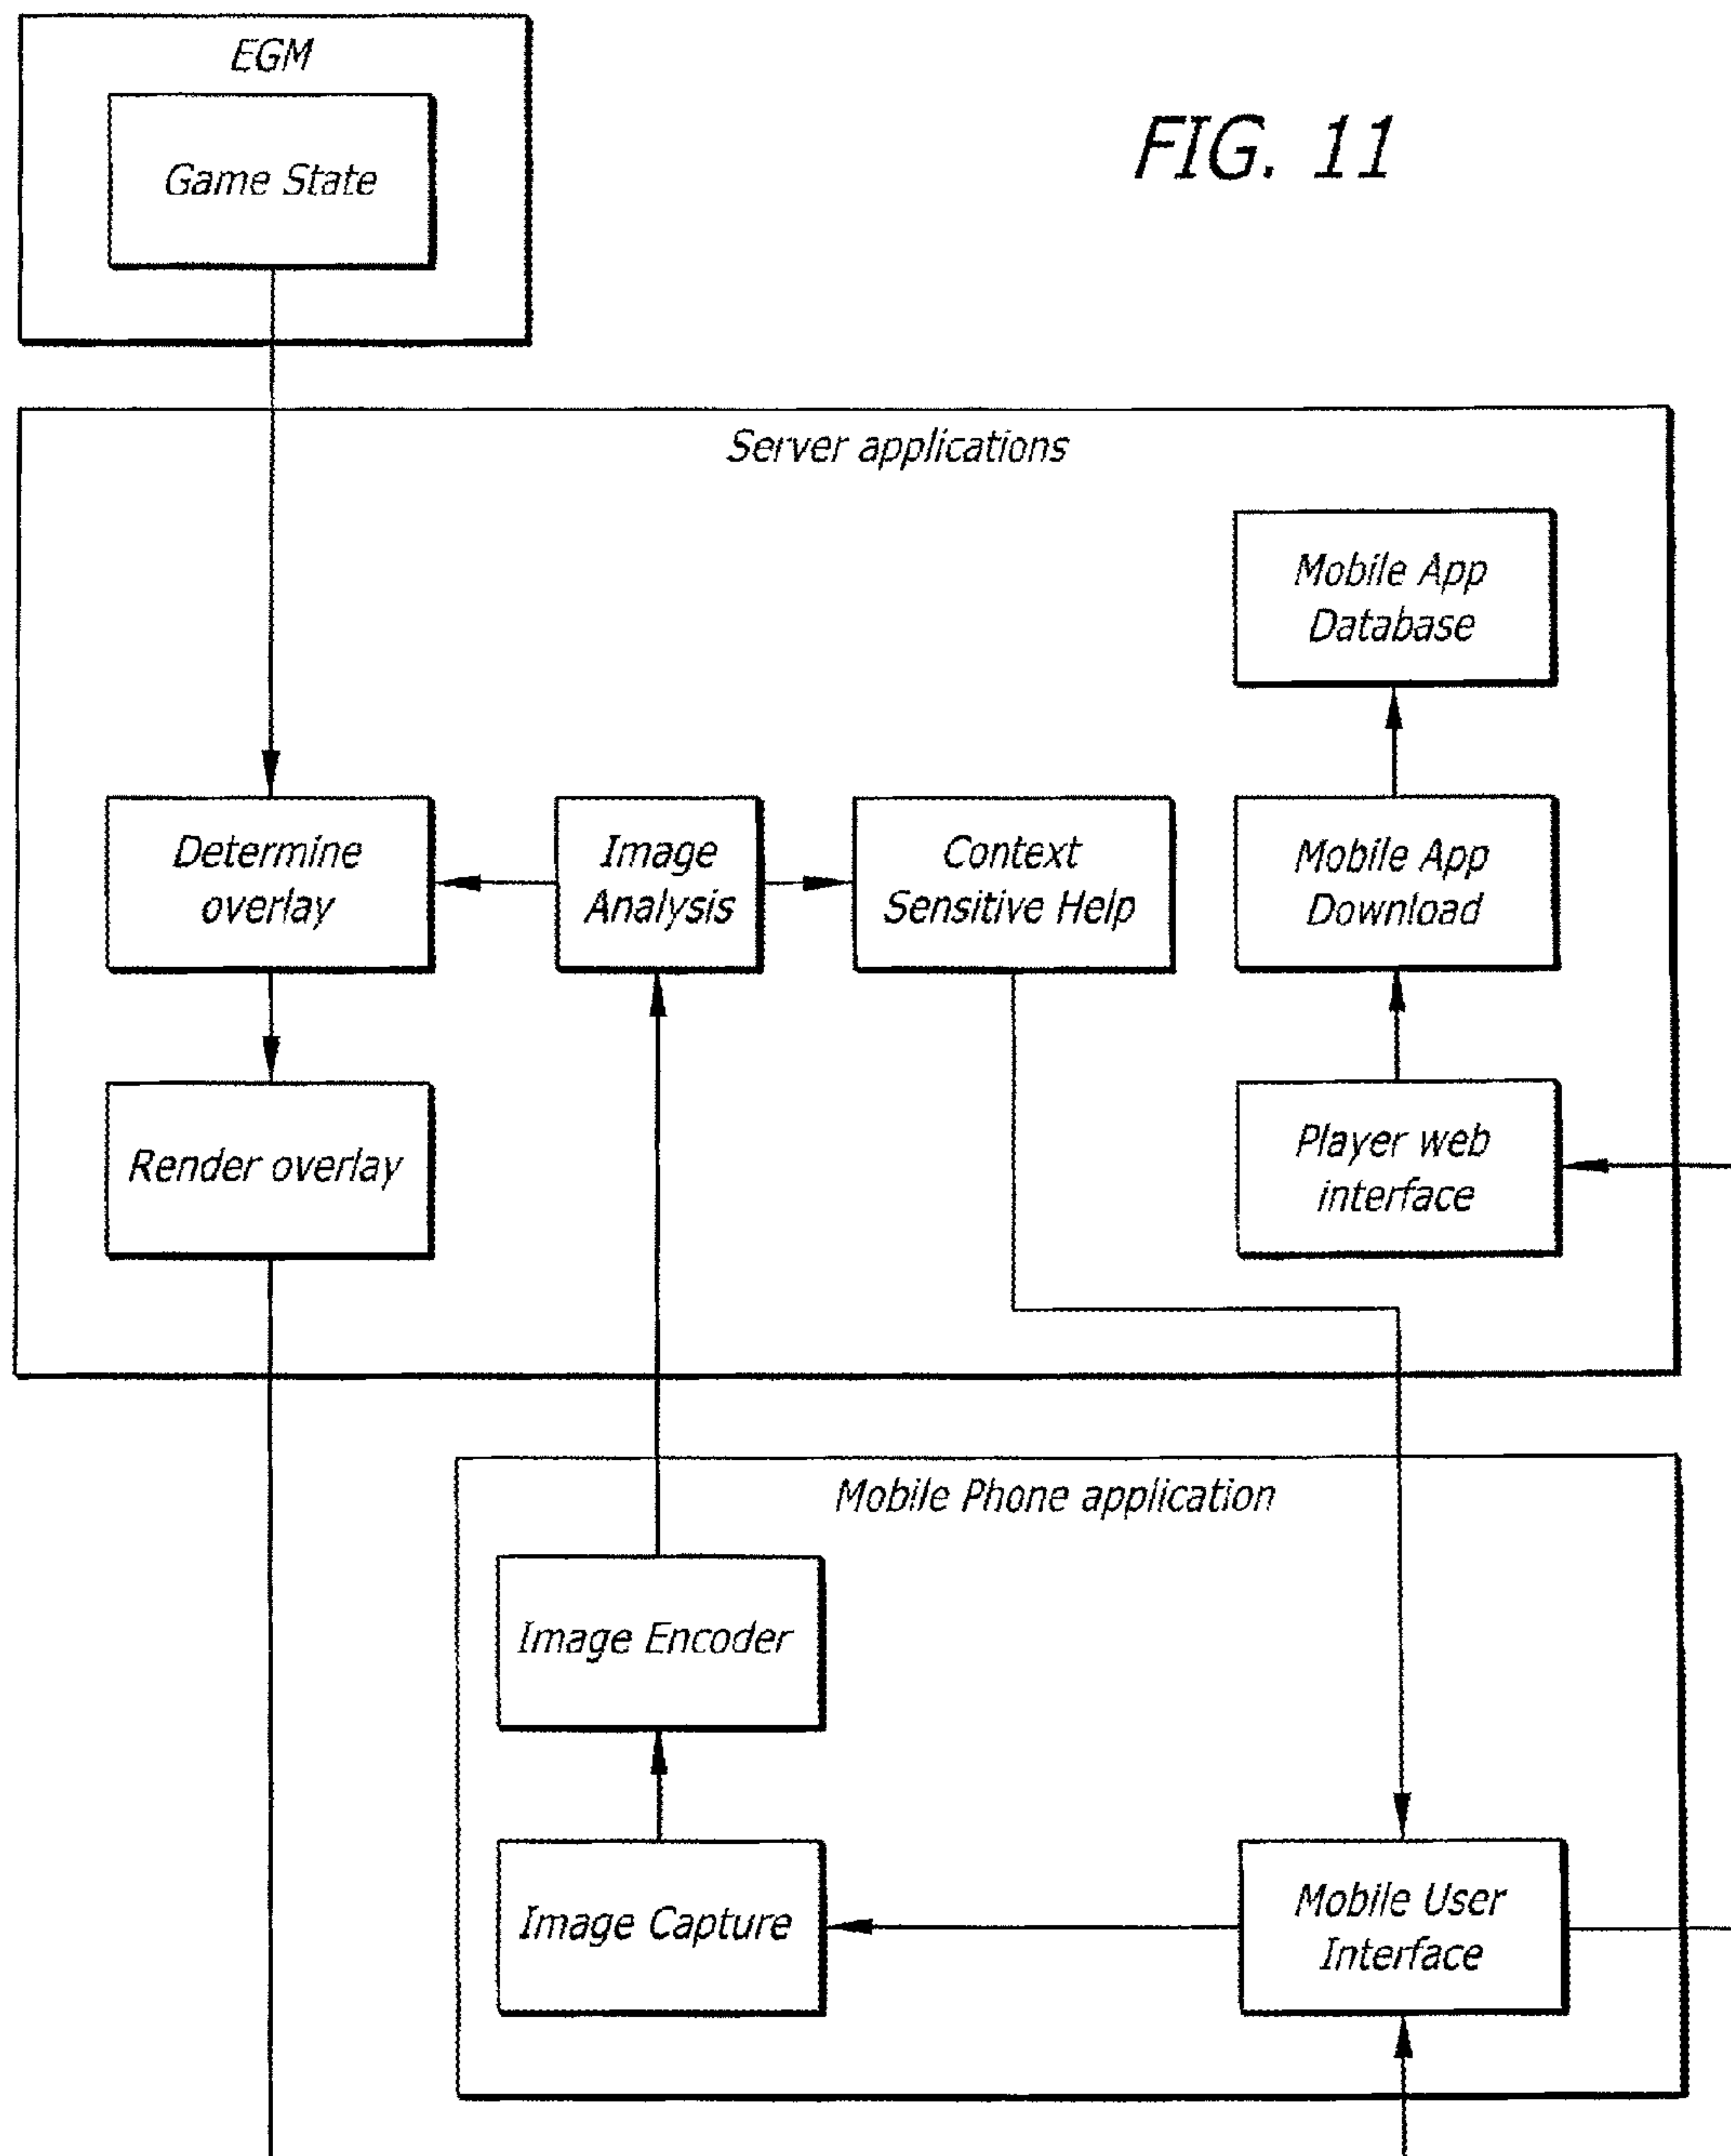 EGM
Game State
FIG. 11
Server applications
Mobile App
Database
Determine
overlay
Image
Analysis
Context
Sensitive Help
Mobile App
Download
Render overlay
Player web
interface
Mobile Phone application
Image Encoder
Image Capture
Mobile User
Interface